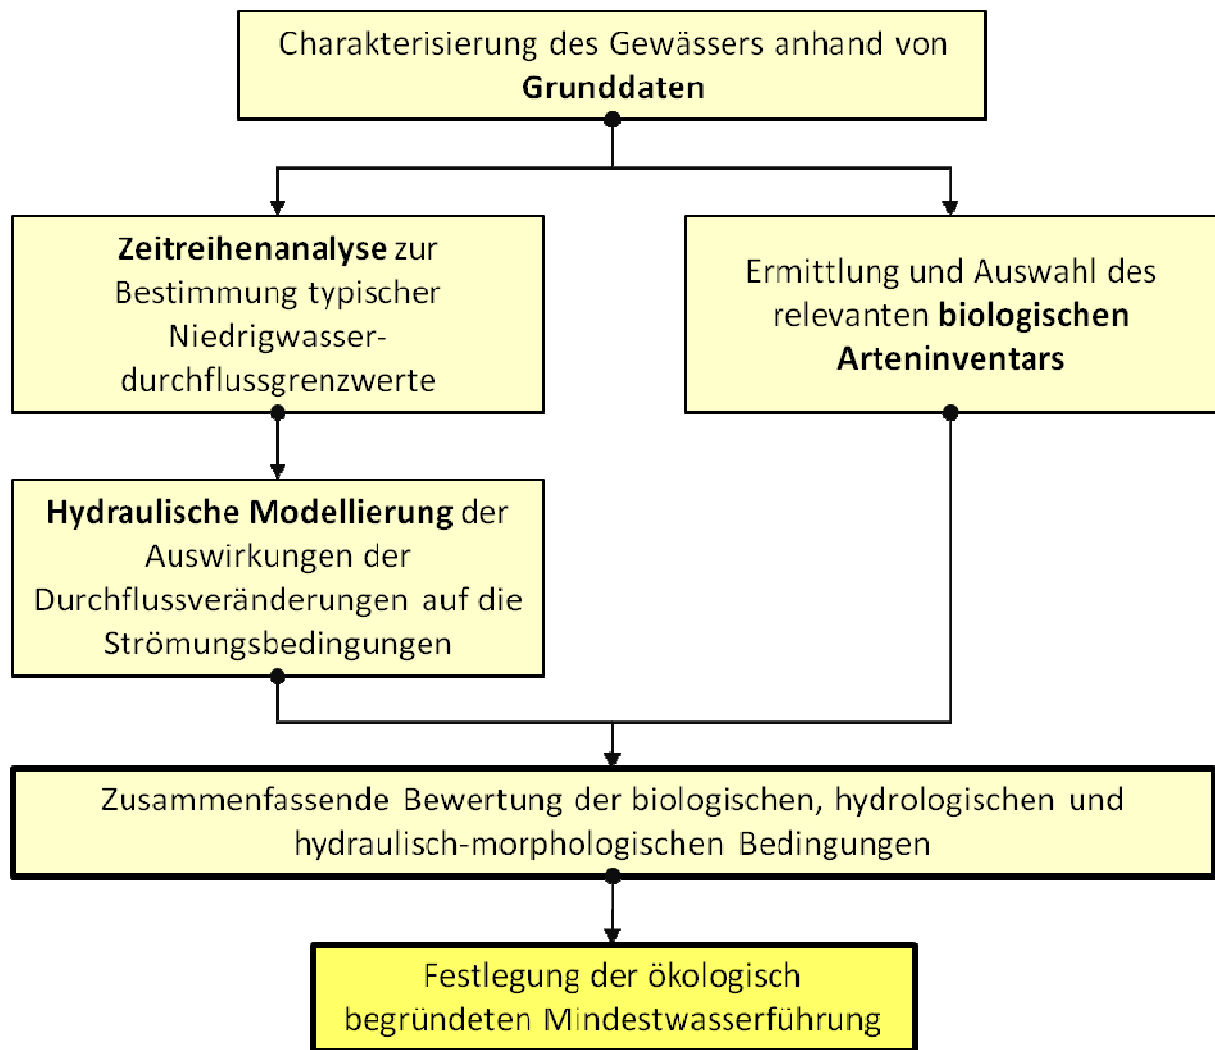 Charakterisierung des Gewässers anhand von
Grunddaten
Zeitreihenanalyse zur
Bestimmung typischer
Niedrigwasser-
durchflussgrenzwerte
Ermittlung und Auswahl des
relevanten biologischen
Arteninventars
Hydraulische Modellierung der
Auswirkungen der
Durchflussveränderungen auf die
Strömungsbedingungen
Zusammenfassende Bewertung der biologischen, hydrologischen und
hydraulisch-morphologischen Bedingungen
Festlegung der ökologisch
begründeten Mindestwasserführung